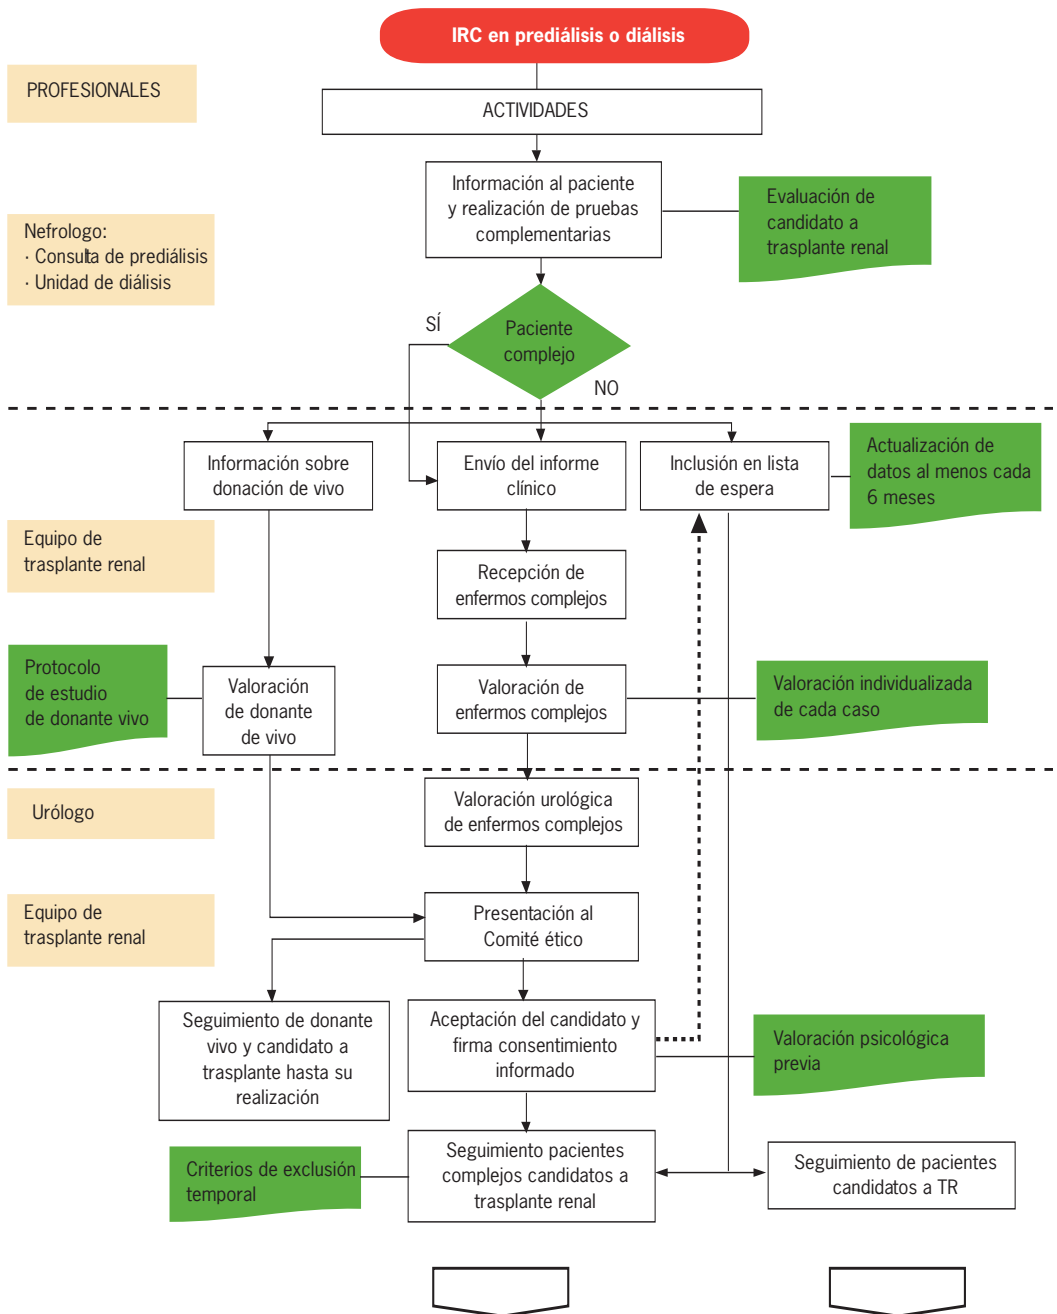 IRC en prediálisis o diálisis
PROFESIONALES
ACTIVIDADES
Información al paciente
y realización de pruebas
complementarias
Evaluación de
candidato a
trasplante renal
Nefrologo:
· Consulta de prediálisis
· Unidad de diálisis
SÍ
Paciente
complejo
NO
Información sobre
donación de vivo
Envío del informe
clínico
Inclusión en lista
de espera
Actualización de
datos al menos cada
6 meses
Equipo de
trasplante renal
Recepción de
enfermos complejos
Protocolo
de estudio
de donante vivo
Valoración
de donante
de vivo
Valoración de
enfermos complejos
Valoración individualizada
de cada caso
Urólogo
Valoración urológica
de enfermos complejos
Equipo de
trasplante renal
Presentación al
Comité ético
Seguimiento de donante
vivo y candidato a
trasplante hasta su
realización
Aceptación del candidato y
firma consentimiento
informado
Valoración psicológica
previa
Criterios de exclusión
temporal
Seguimiento pacientes
complejos candidatos a
trasplante renal
Seguimiento de pacientes
candidatos a TR